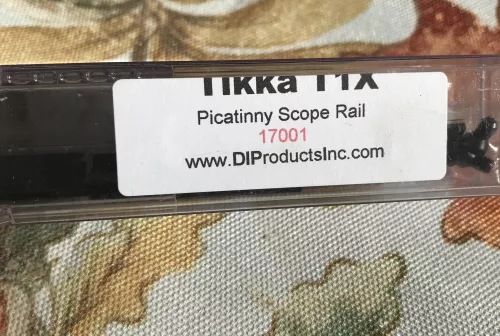 Tikka T1X
Picatinny Scope Rail
17001
www.DIProductsInc.com